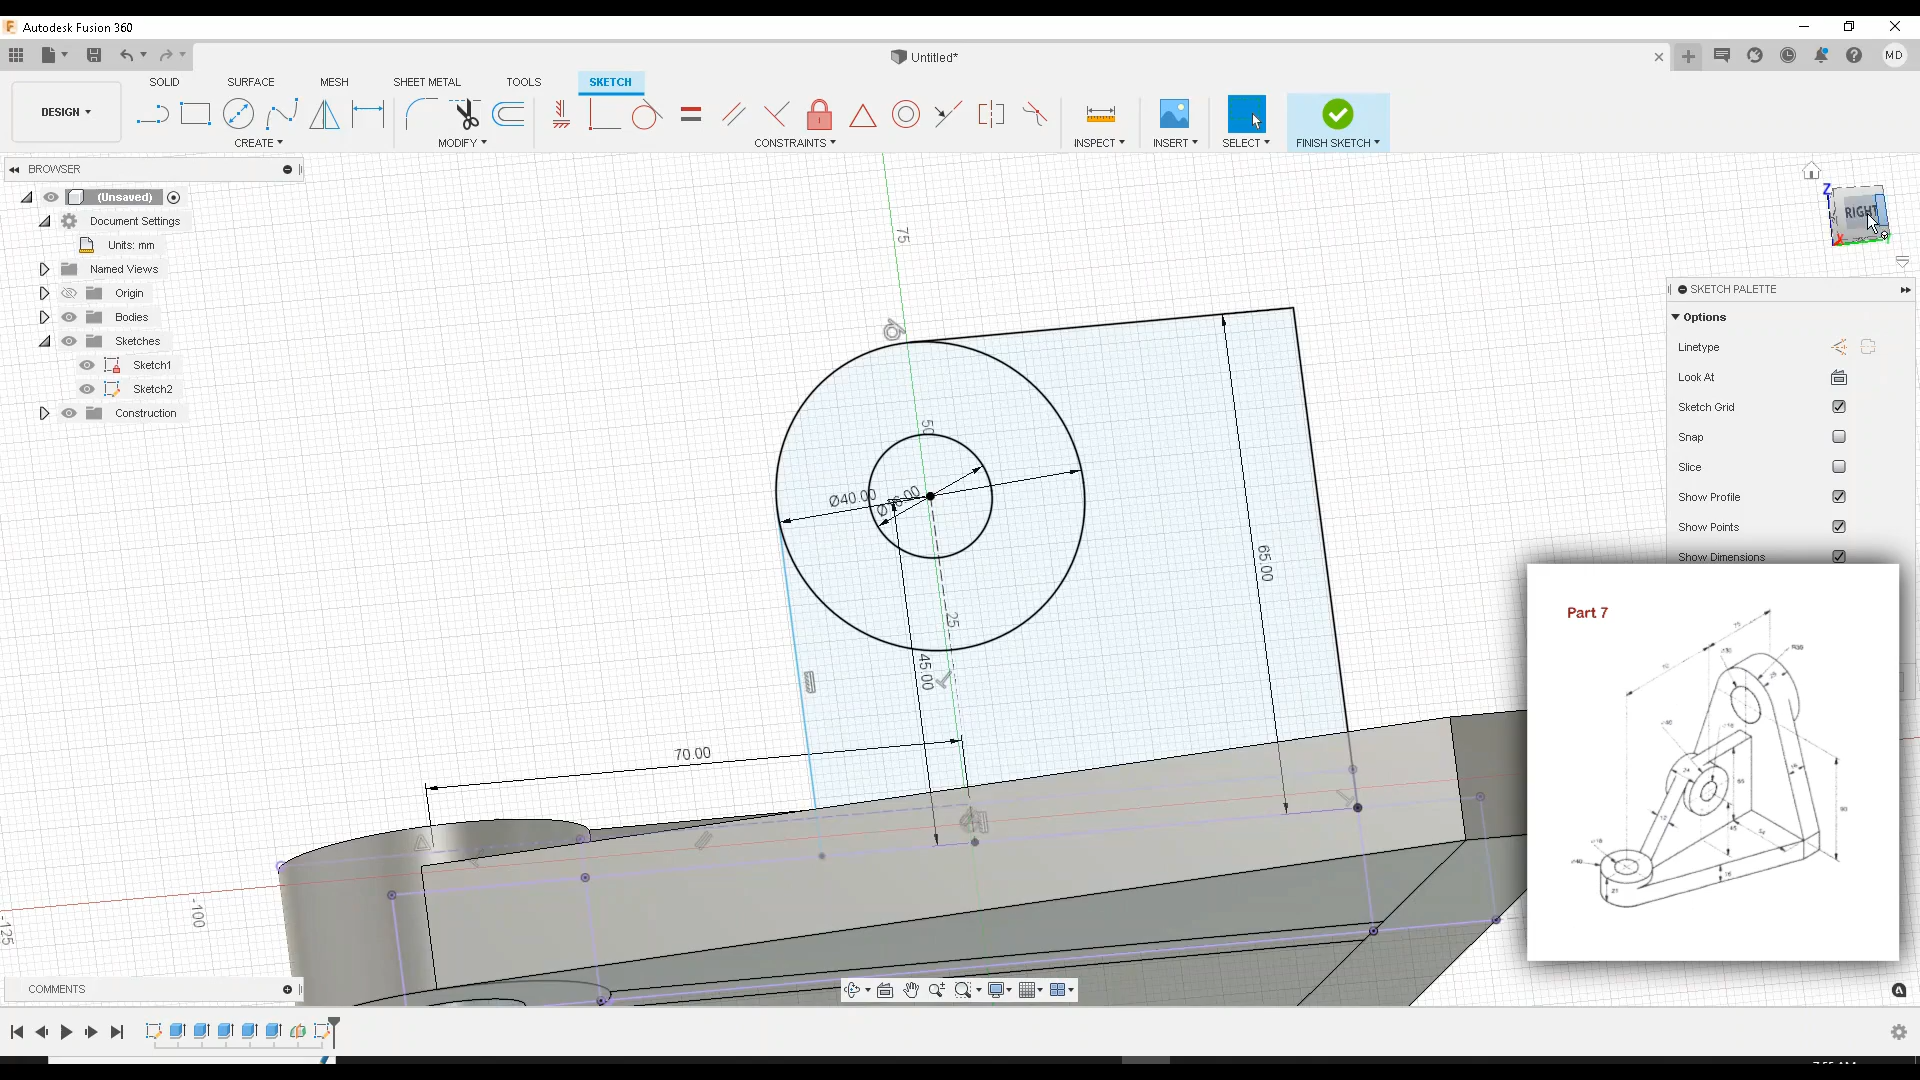 Autodesk Fusion 360
Untitled*
MD
SOLID
SURFACE
MESH
SHEET METAL
TOOLS
SKETCH
DESIGN
CREATE
MODIFY
CONSTRAINTS
INSPECT
INSERT
SELECT
FINISH SKETCH
BROWSER
(Unsaved)
Document Settings
Units: mm
Named Views
Origin
Bodies
Sketches
Sketch1
Sketch2
Construction
Z
RIGHT
X
SKETCH PALETTE
Options
Linetype
Look At
Sketch Grid
Snap
Slice
Show Profile
Show Points
Show Dimensions
75
50
Ø40.00
65.00
25
45.00
70.00
-100
-125
Part 7
COMMENTS